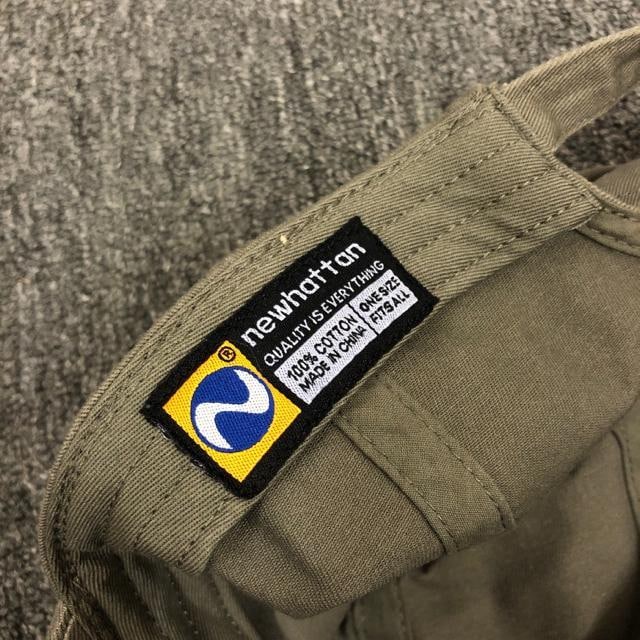 newhattan
®
QUALITY IS EVERYTHING
100% COTTON
MADE IN CHINA
ONE SIZE
FITS ALL